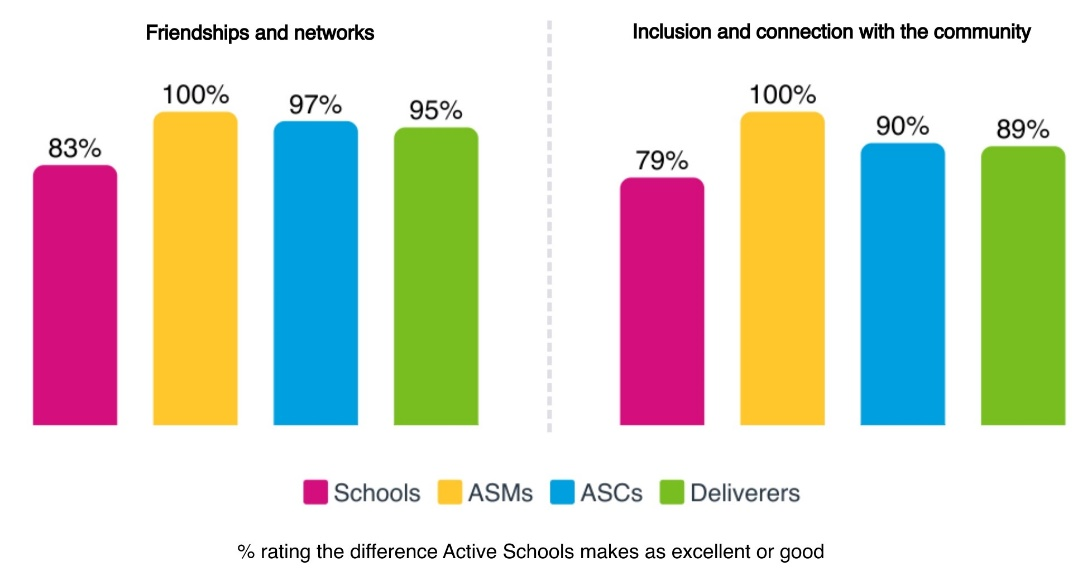 Friendships and networks
83%
100%
97%
95%
Inclusion and connection with the community
79%
100%
90%
89%
Schools ASMs ASCs Deliverers
% rating the difference Active Schools makes as excellent or good